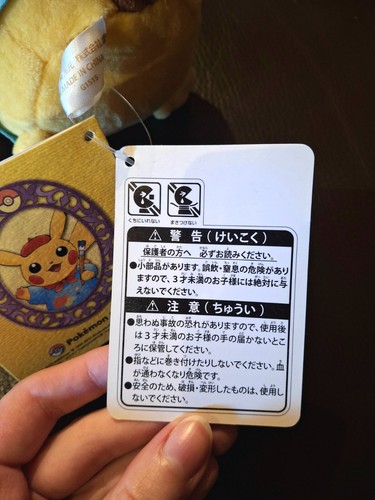 株式会社
MADE IN CHINA
Pokémon
くちにいれない
まきつけない
警告（けいこく）
保護者の方へ 必ずお読みください。
●小部品があります。誤飲・窒息の危険があり
ますので、3才未満のお子様には絶対に与
えないでください。
注意（ちゅうい）
●思わぬ事故の恐れがありますので、使用後
は3才未満のお子様の手の届かないとこ
ろに保管してください。
●指などに巻き付けたりしないでください。血
が通わなくなり危険です。
●安全のため、破損・変形したものは、使用し
ないでください。